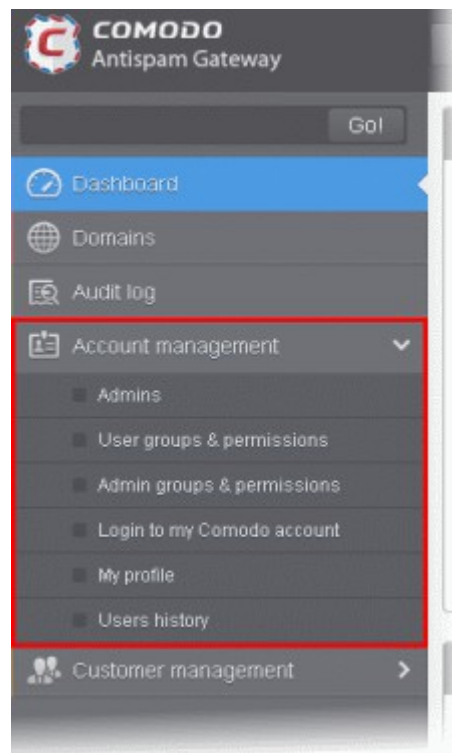 COMODO
Antispam Gateway
Go!
Dashboard
Domains
Audit log
Account management
Admins
User groups & permissions
Admin groups & permissions
Login to my Comodo account
My profile
Users history
Customer management